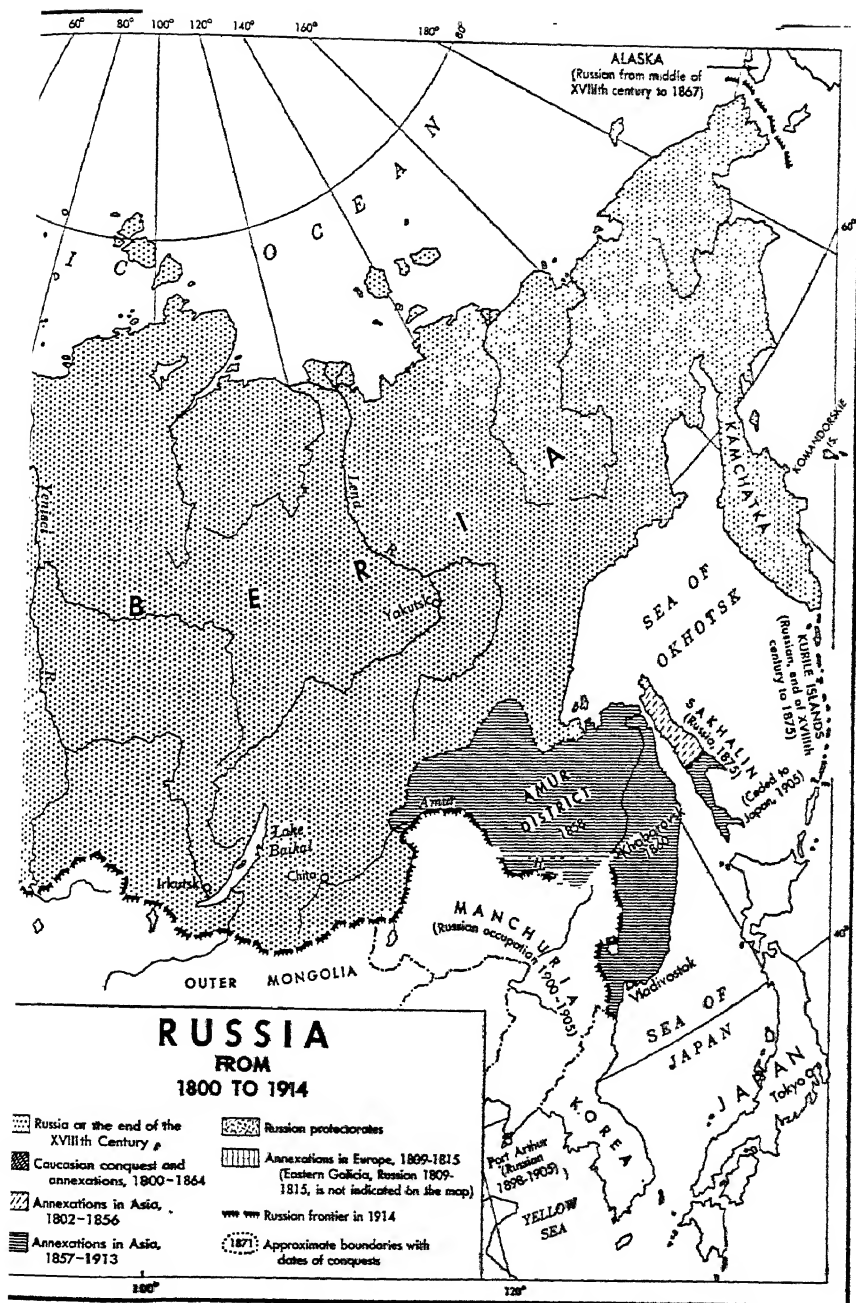 60° 80° 100° 120° 140° 160° 180° 80°
ALASKA
(Russian from middle of
XVIIIth century to 1867)
I C O C E A N
60°
B E R I A
Yenisei
R.
Lena
R.
Yakutsk
KAMCHATKA
KOMANDORSKIE
IS.
SEA OF
OKHOTSK
KURILE ISLANDS
(Russian, end of XVIIIth
century to 1875)
SAKHALIN
(Russia, 1875)
(Ceded to
Japan, 1905)
AMUR
DISTRICT
1858
Amur
Khabarovsk
1860
Lake
Baikal
Irkutsk
Chita
MANCHURIA
(Russian occupation 1900-1905)
OUTER MONGOLIA
40°
Vladivostok
SEA OF
JAPAN
JAPAN
Tokyo
KOREA
Port Arthur
(Russian
1898-1905)
YELLOW
SEA
RUSSIA
FROM
1800 TO 1914
Russia at the end of the
XVIIIth Century
Caucasian conquest and
annexations, 1800-1864
Annexations in Asia,
1802-1856
Annexations in Asia,
1857-1913
Russian protectorates
Annexations in Europe, 1809-1815
(Eastern Galicia, Russian 1809-
1815, is not indicated on the map)
Russian frontier in 1914
1871 Approximate boundaries with
dates of conquests
100° 120°